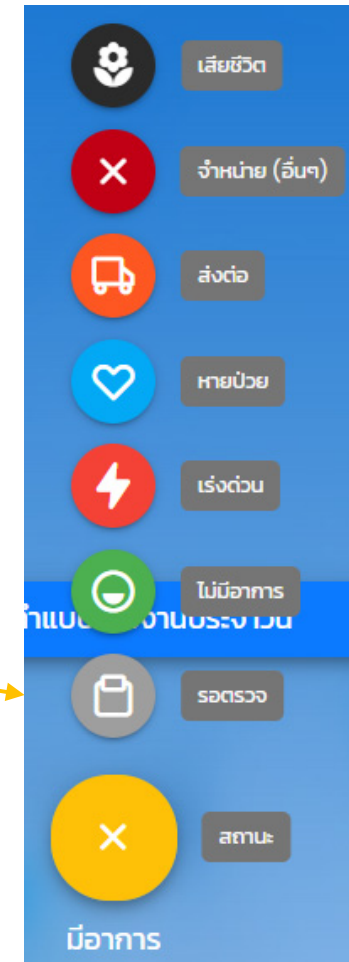 เสียชีวิต
จำหน่าย (อื่นๆ)
ส่งต่อ
หายป่วย
เร่งด่วน
ไม่มีอาการ
รอตรวจ
สถานะ
มีอาการ